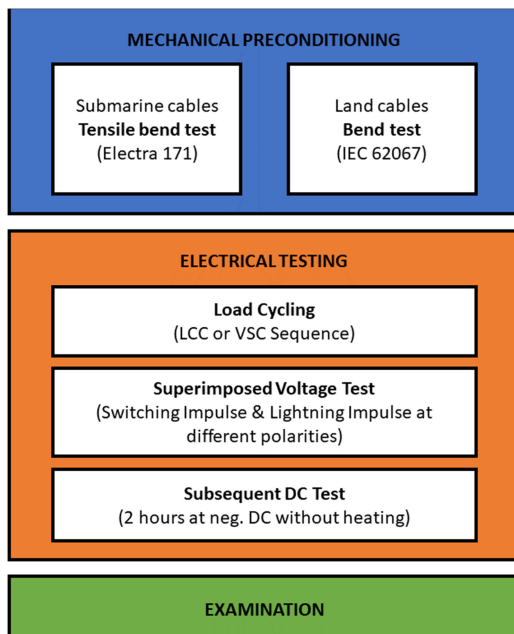 MECHANICAL PRECONDITIONING
Submarine cables
Tensile bend test
(Electra 171)
Land cables
Bend test
(IEC 62067)
ELECTRICAL TESTING
Load Cycling
(LCC or VSC Sequence)
Superimposed Voltage Test
(Switching Impulse & Lightning Impulse at
different polarities)
Subsequent DC Test
(2 hours at neg. DC without heating)
EXAMINATION